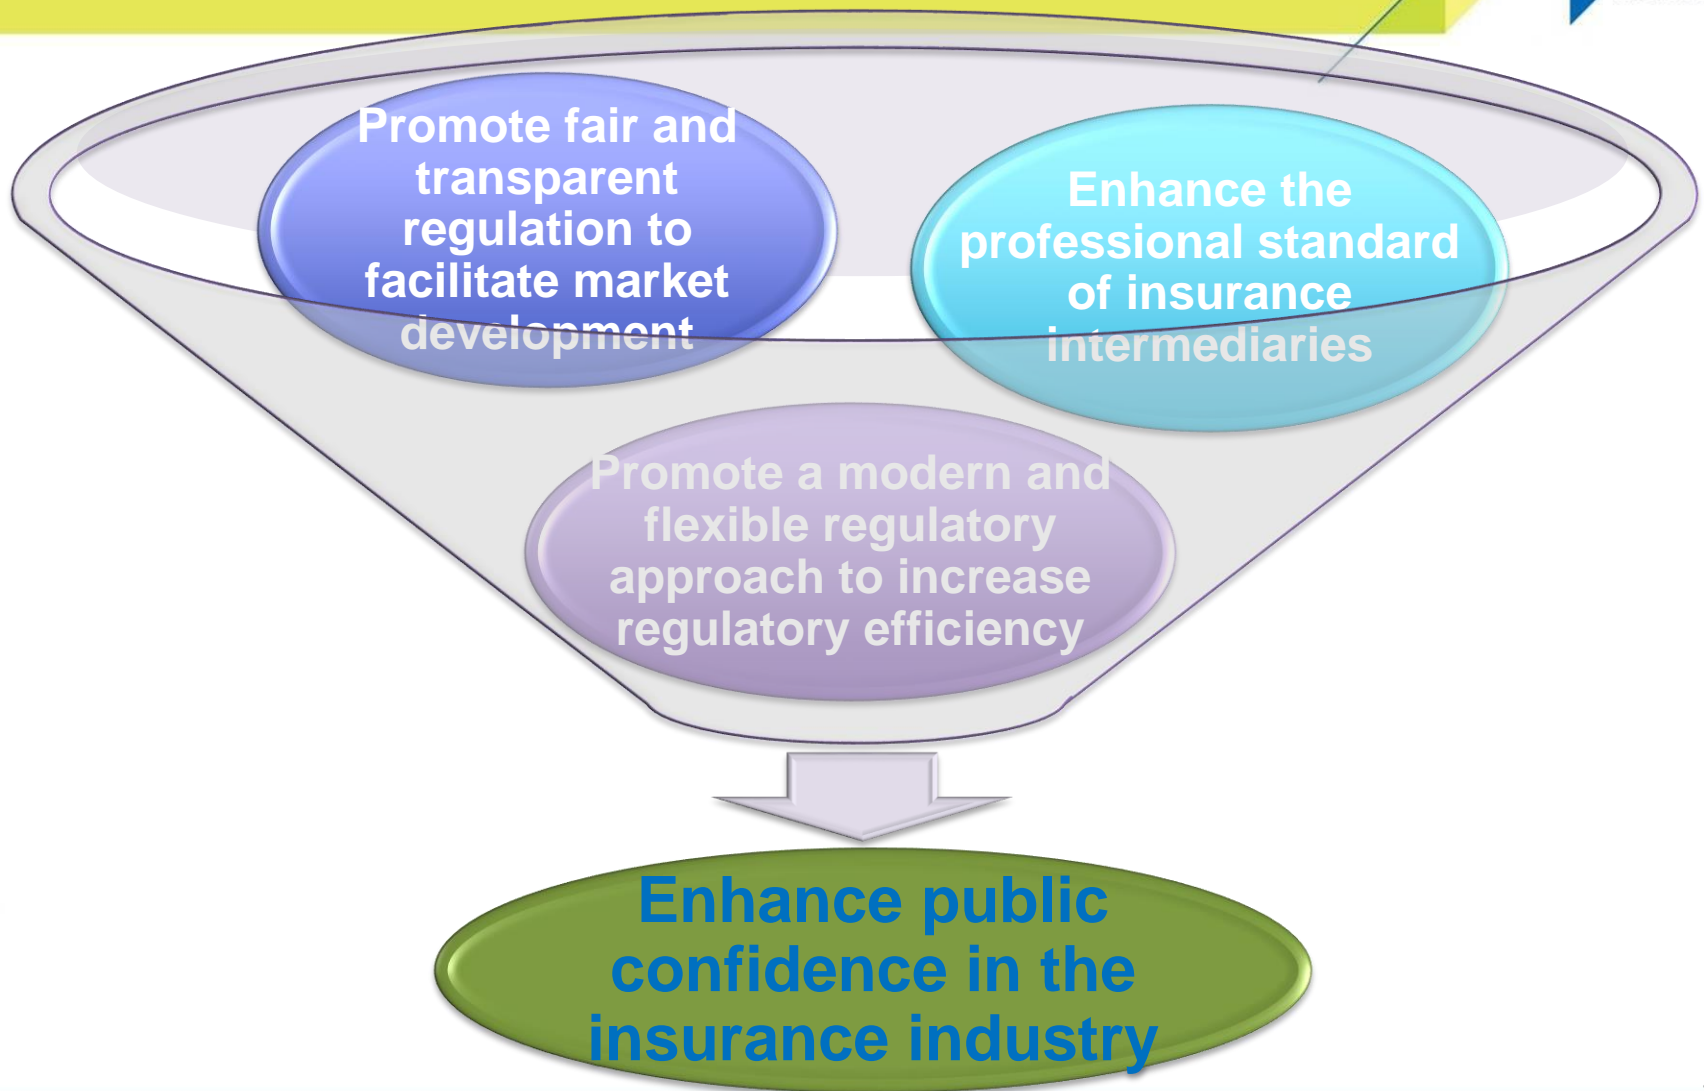 Promote fair and
transparent
regulation to
facilitate market
development
Enhance the
professional standard
of insurance
intermediaries
Promote a modern and
flexible regulatory
approach to increase
regulatory efficiency
Enhance public
confidence in the
insurance industry